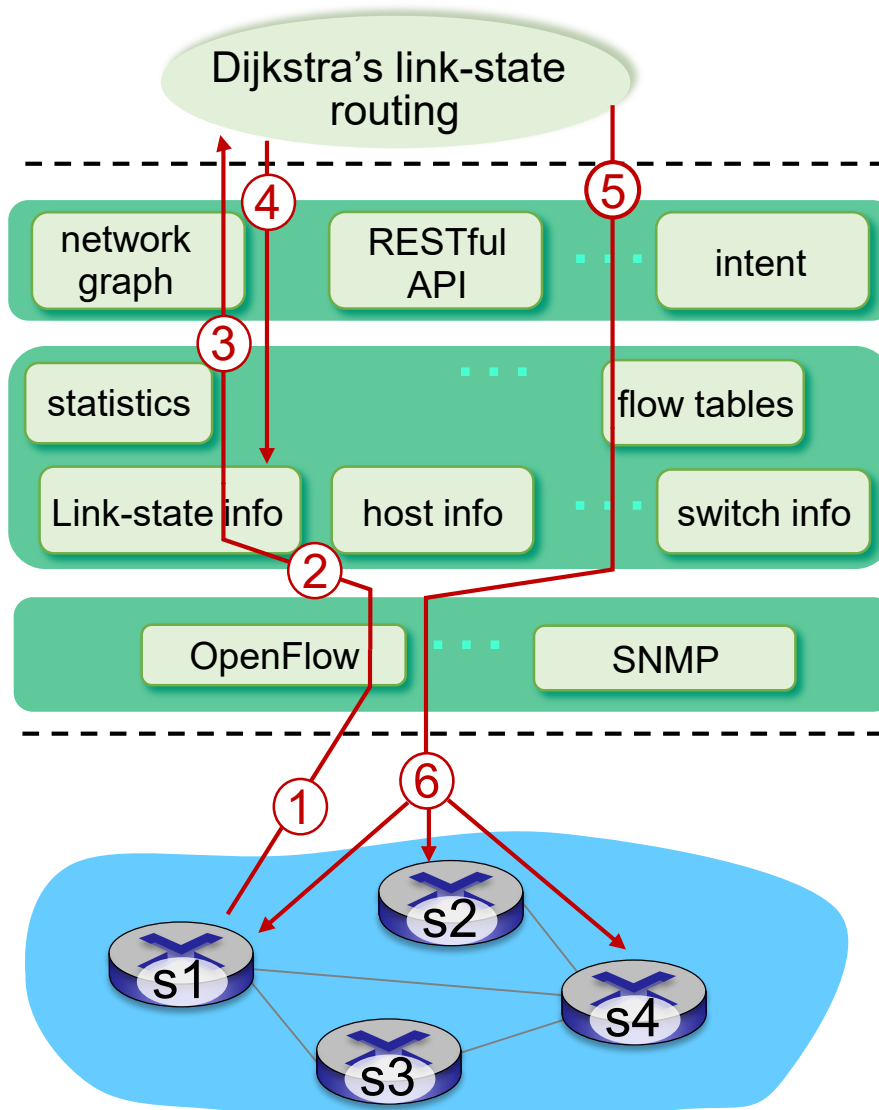 Dijkstra’s link-state
routing
4
5
network
graph
RESTful
API
intent
3
statistics
flow tables
Link-state info
host info
switch info
2
OpenFlow
SNMP
1
6
s2
s1
s4
s3